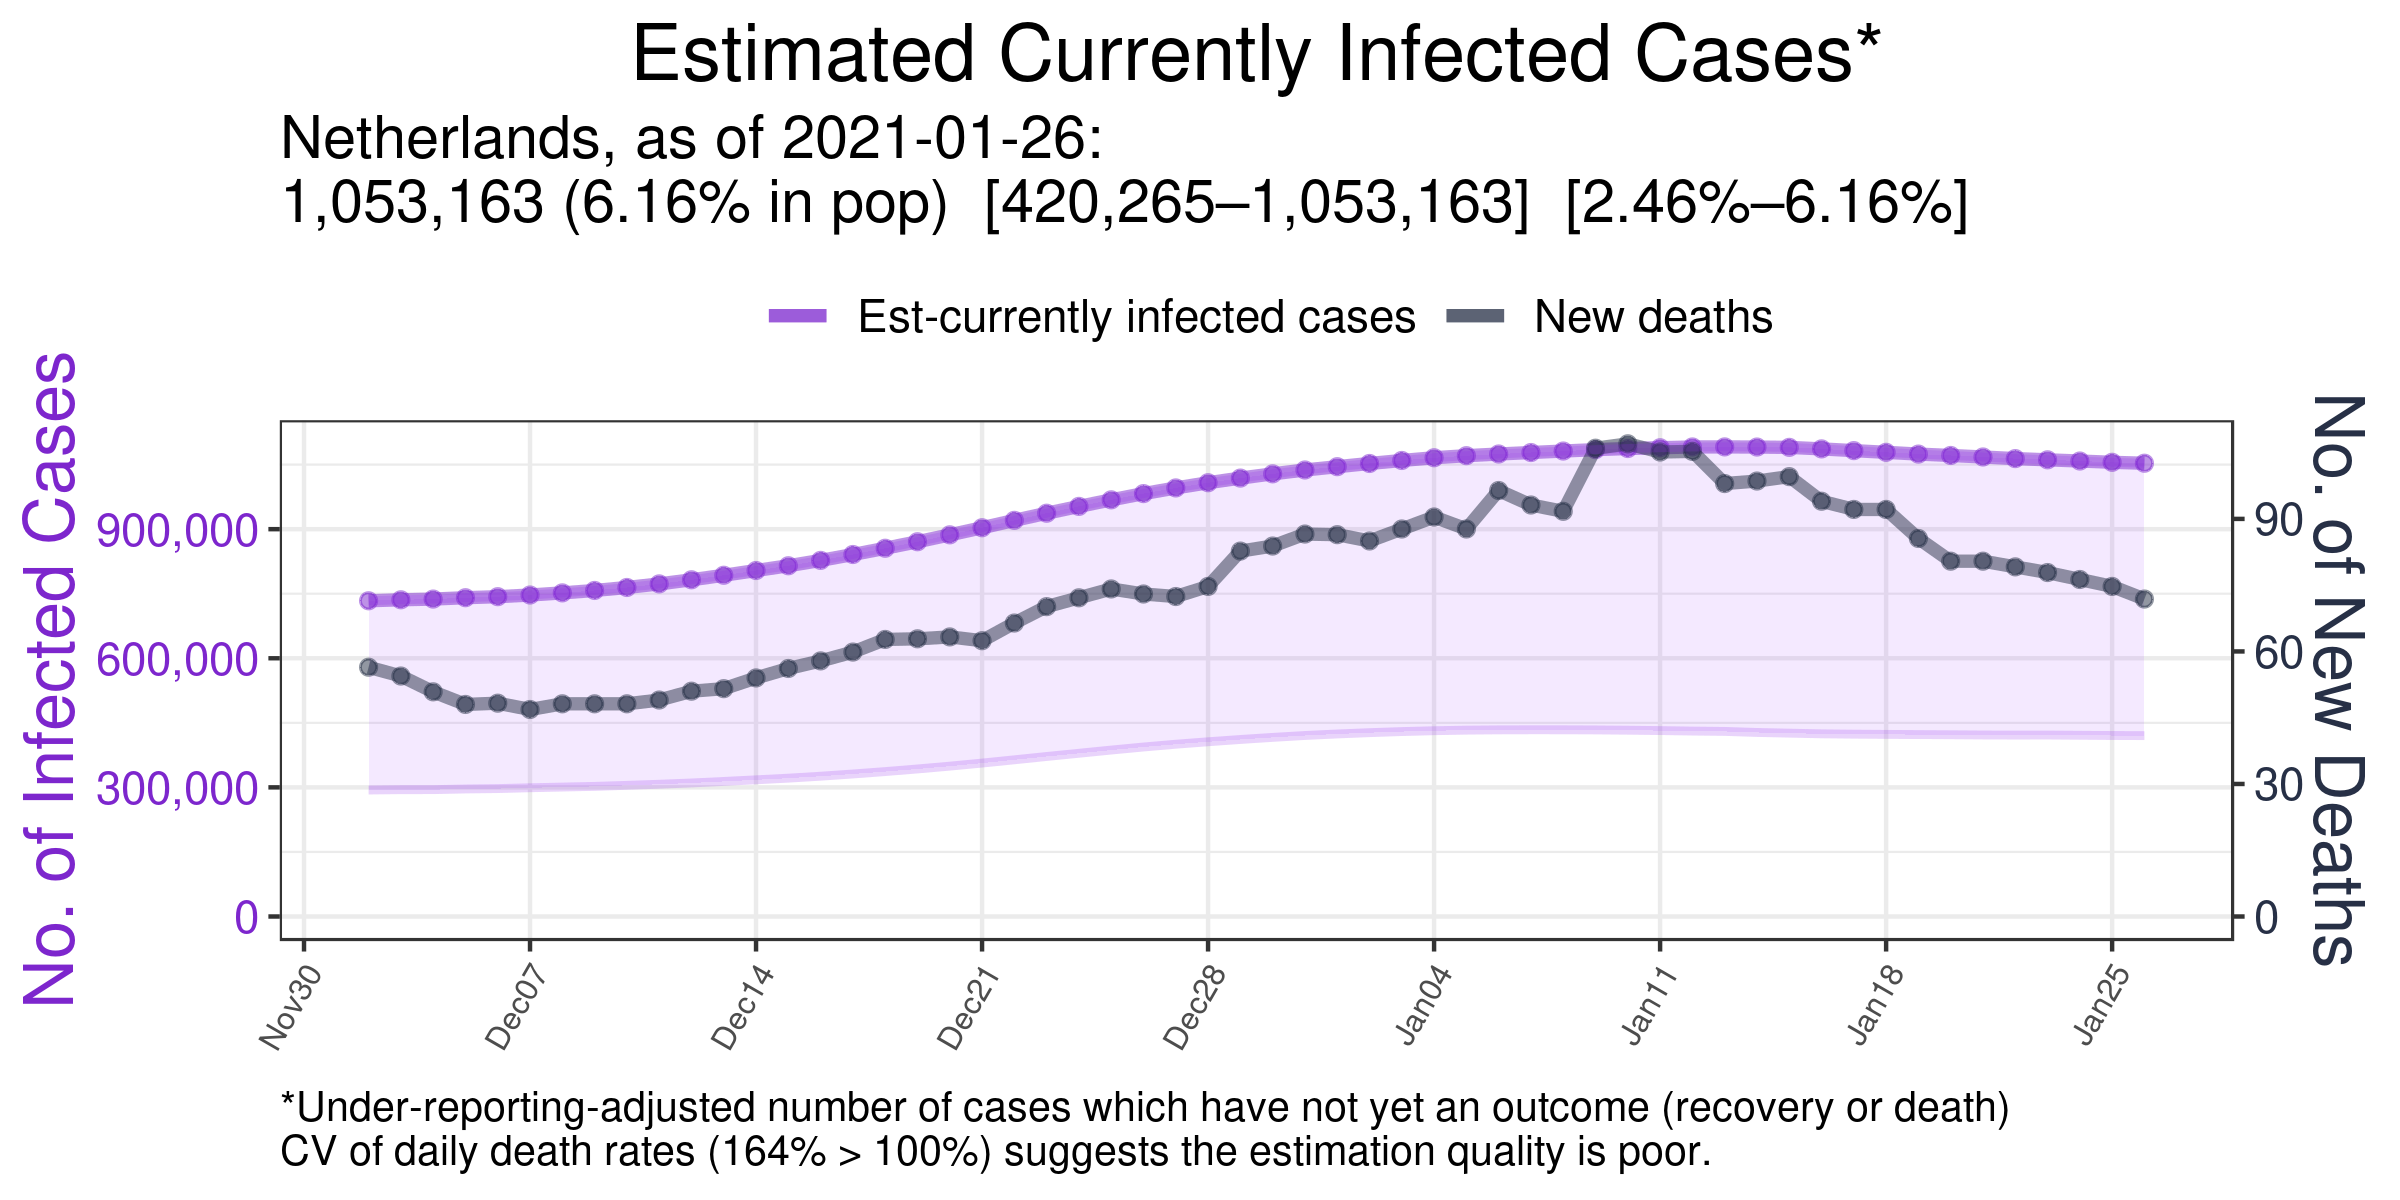 Estimated Currently Infected Cases*
Netherlands, as of 2021-01-26:
1,053,163 (6.16% in pop)  [420,265–1,053,163]  [2.46%–6.16%]
Est-currently infected cases
New deaths
No. of Infected Cases
900,000
600,000
300,000
0
No. of New Deaths
90
60
30
0
Nov30
Dec07
Dec14
Dec21
Dec28
Jan04
Jan11
Jan18
Jan25
*Under-reporting-adjusted number of cases which have not yet an outcome (recovery or death)
CV of daily death rates (164% > 100%) suggests the estimation quality is poor.